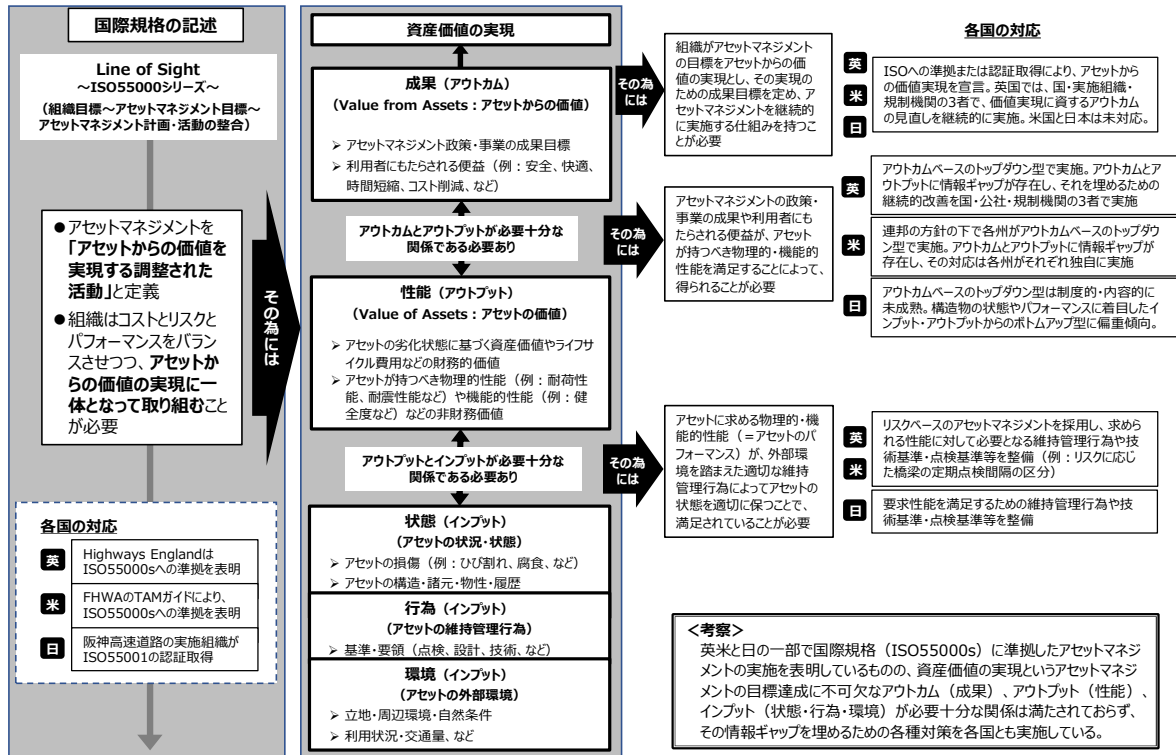 国際規格の記述
Line of Sight
～ISO55000シリーズ～
（組織目標～アセットマネジメント目標～
アセットマネジメント計画・活動の整合）
●アセットマネジメントを
「アセットからの価値を
実現する調整された
活動」と定義
●組織はコストとリスクと
パフォーマンスをバラン
スさせつつ、アセットか
らの価値の実現に一
体となって取り組むこと
が必要
各国の対応
英
Highways Englandは
ISO55000sへの準拠を表明
米
FHWAのTAMガイドにより、
ISO55000sへの準拠を表明
日
阪神高速道路の実施組織が
ISO55001の認証取得
その為には
資産価値の実現
成果（アウトカム）
（Value from Assets：アセットからの価値）
➢ アセットマネジメント政策・事業の成果目標
➢ 利用者にもたらされる便益（例：安全、快適、
時間短縮、コスト削減、など）
アウトカムとアウトプットが必要十分な
関係である必要あり
性能（アウトプット）
（Value of Assets：アセットの価値）
➢ アセットの劣化状態に基づく資産価値やライフサ
イクル費用などの財務的価値
➢ アセットが持つべき物理的性能（例：耐荷性
能、耐震性能など）や機能的性能（例：健
全度など）などの非財務価値
アウトプットとインプットが必要十分な
関係である必要あり
状態（インプット）
（アセットの状況・状態）
➢ アセットの損傷（例：ひび割れ、腐食、など）
➢ アセットの構造・諸元・物性・履歴
行為（インプット）
（アセットの維持管理行為）
➢ 基準・要領（点検、設計、技術、など）
環境（インプット）
（アセットの外部環境）
➢ 立地・周辺環境・自然条件
➢ 利用状況・交通量、など
その為
には
組織がアセットマネジメント
の目標をアセットからの価
値の実現とし、その実現の
ための成果目標を定め、ア
セットマネジメントを継続的
に実施する仕組みを持つこ
とが必要
その為
には
アセットマネジメントの政策・
事業の成果や利用者にも
たらされる便益が、アセット
が持つべき物理的・機能的
性能を満足することによって、
得られることが必要
その為
には
アセットに求める物理的・機
能的性能（＝アセットのパ
フォーマンス）が、外部環
境を踏まえた適切な維持
管理行為によってアセットの
状態を適切に保つことで、
満足されていることが必要
各国の対応
英
米
日
ISOへの準拠または認証取得により、アセットから
の価値実現を宣言。英国では、国・実施組織・
規制機関の3者で、価値実現に資するアウトカム
の見直しを継続的に実施。米国と日本は未対応。
英
アウトカムベースのトップダウン型で実施。アウトカムとア
ウトプットに情報ギャップが存在し、それを埋めるための
継続的改善を国・公社・規制機関の3者で実施
米
連邦の方針の下で各州がアウトカムベースのトップダウ
ン型で実施。アウトカムとアウトプットに情報ギャップが
存在し、その対応は各州がそれぞれ独自に実施
日
アウトカムベースのトップダウン型は制度的・内容的に
未成熟。構造物の状態やパフォーマンスに着目したイ
ンプット・アウトプットからのボトムアップ型に偏重傾向。
英
米
リスクベースのアセットマネジメントを採用し、求めら
れる性能に対して必要となる維持管理行為や技
術基準・点検基準等を整備（例：リスクに応じ
た橋梁の定期点検間隔の区分）
日
要求性能を満足するための維持管理行為や技
術基準・点検基準等を整備
＜考察＞
英米と日の一部で国際規格（ISO55000s）に準拠したアセットマネ
ジメントの実施を表明しているものの、資産価値の実現というアセットマネジ
メントの目標達成に不可欠なアウトカム（成果）、アウトプット（性能）、
インプット（状態・行為・環境）が必要十分な関係は満たされておらず、
その情報ギャップを埋めるための各種対策を各国とも実施している。